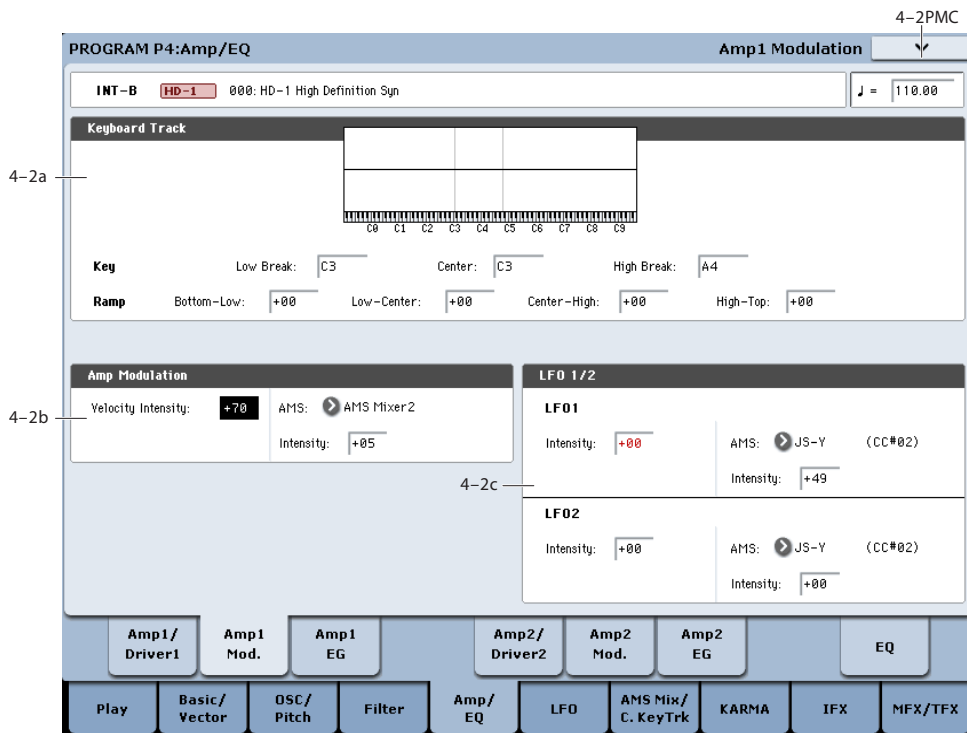 4-2PMC
PROGRAM P4:Amp/EQ Amp1 Modulation
INT-B HD-1 000: HD-1 High Definition Syn ♩ = 110.00
Keyboard Track
4-2a
C0 C1 C2 C3 C4 C5 C6 C7 C8 C9
Key Low Break: C3 Center: C3 High Break: A4
Ramp Bottom-Low: +00 Low-Center: +00 Center-High: +00 High-Top: +00
Amp Modulation
4-2b
Velocity Intensity: +70 AMS: AMS Mixer2
Intensity: +05
LFO 1/2
LFO1
Intensity: +00 AMS: JS-Y (CC#02)
Intensity: +49
4-2c
LFO2
Intensity: +00 AMS: JS-Y (CC#02)
Intensity: +00
Amp1/ Driver1
Amp1 Mod.
Amp1 EG
Amp2/ Driver2
Amp2 Mod.
Amp2 EG
EQ
Play
Basic/ Vector
OSC/ Pitch
Filter
Amp/ EQ
LFO
AMS Mix/ C. KeyTrk
KARMA
IFX
MFX/TFX